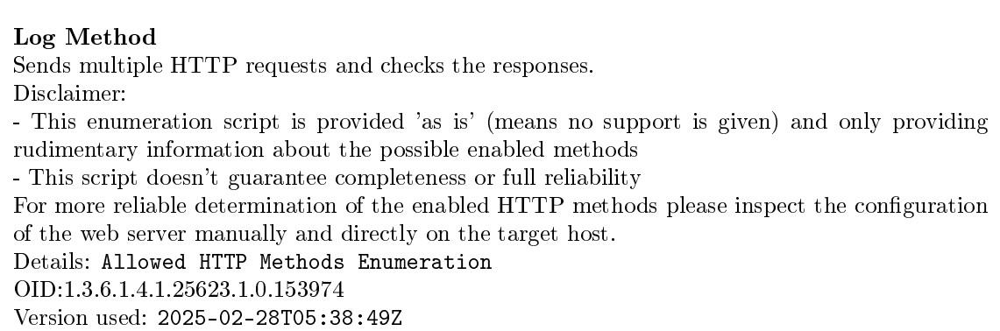 Log Method
Sends multiple HTTP requests and checks the responses.
Disclaimer:
- This enumeration script is provided 'as is' (means no support is given) and only providing
rudimentary information about the possible enabled methods
- This script doesn't guarantee completeness or full reliability
For more reliable determination of the enabled HTTP methods please inspect the configuration
of the web server manually and directly on the target host.
Details: Allowed HTTP Methods Enumeration
OID:1.3.6.1.4.1.25623.1.0.153974
Version used: 2025-02-28T05:38:49Z